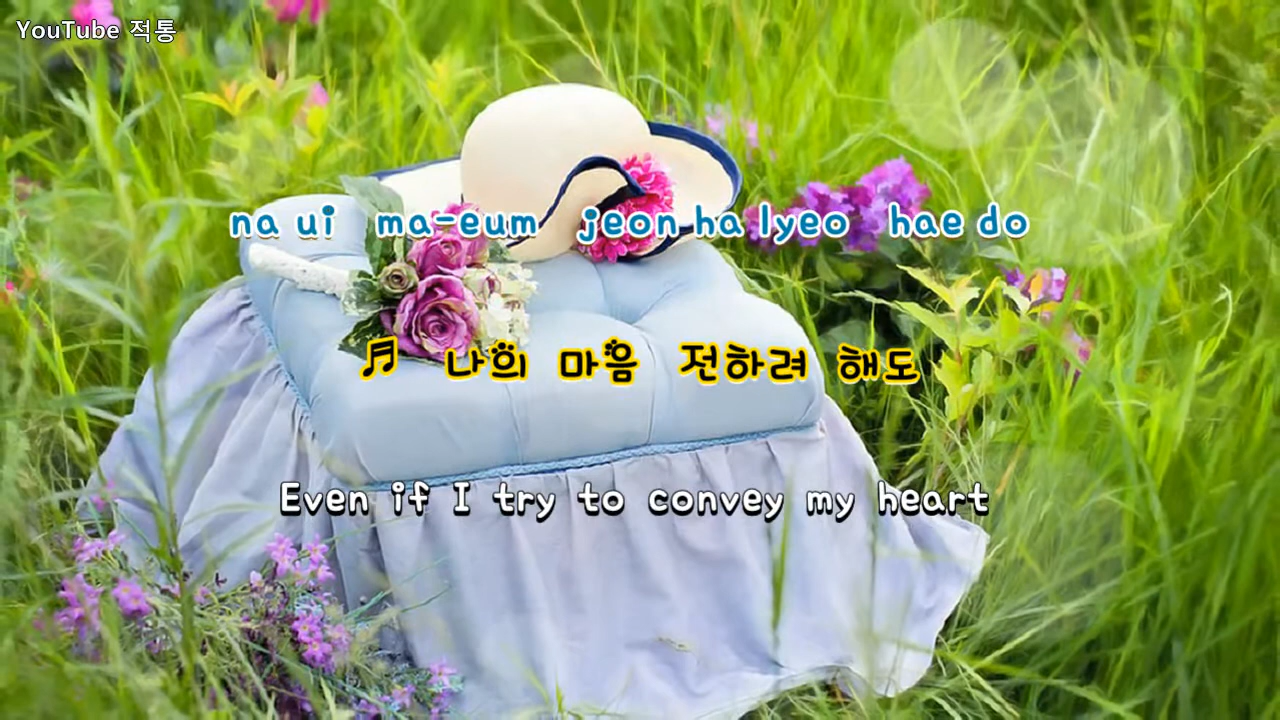 YouTube 적통
na ui ma-eum jeon ha lyeo hae do
♬ 나의 마음 전하려 해도
Even if I try to convey my heart